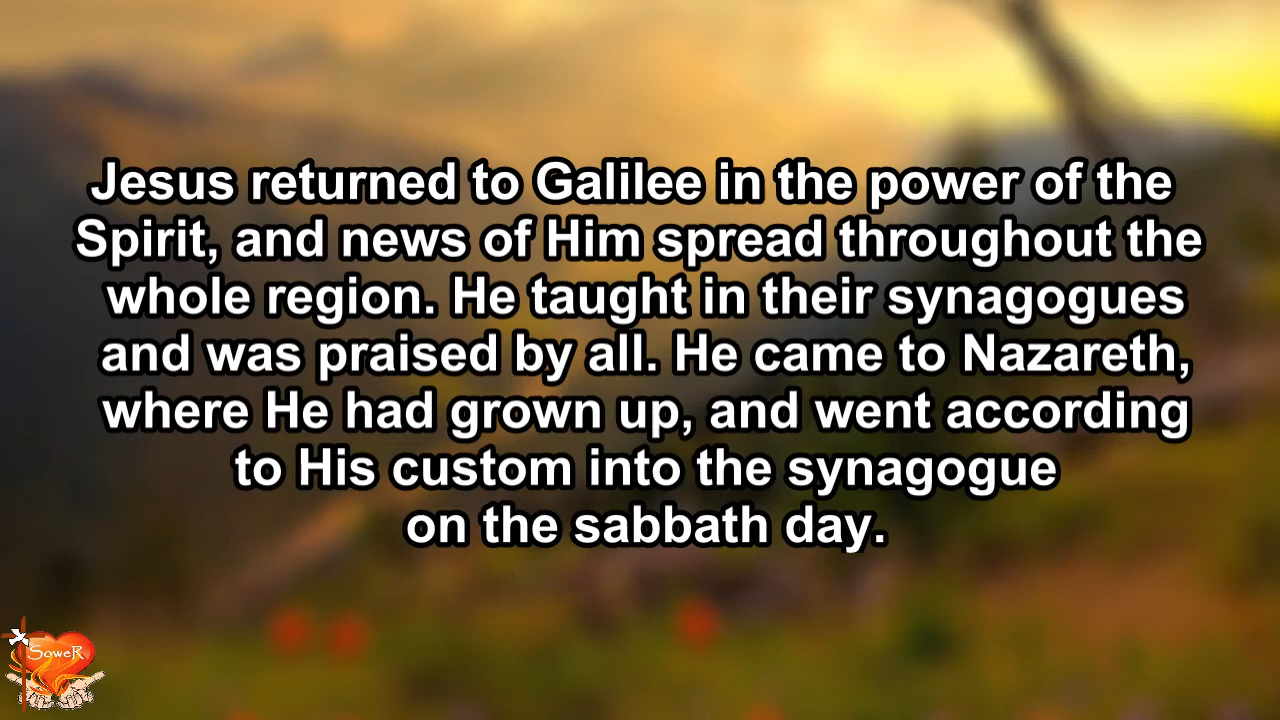 Jesus returned to Galilee in the power of the
Spirit, and news of Him spread throughout the
whole region. He taught in their synagogues
and was praised by all. He came to Nazareth,
where He had grown up, and went according
to His custom into the synagogue
on the sabbath day.
SoweR